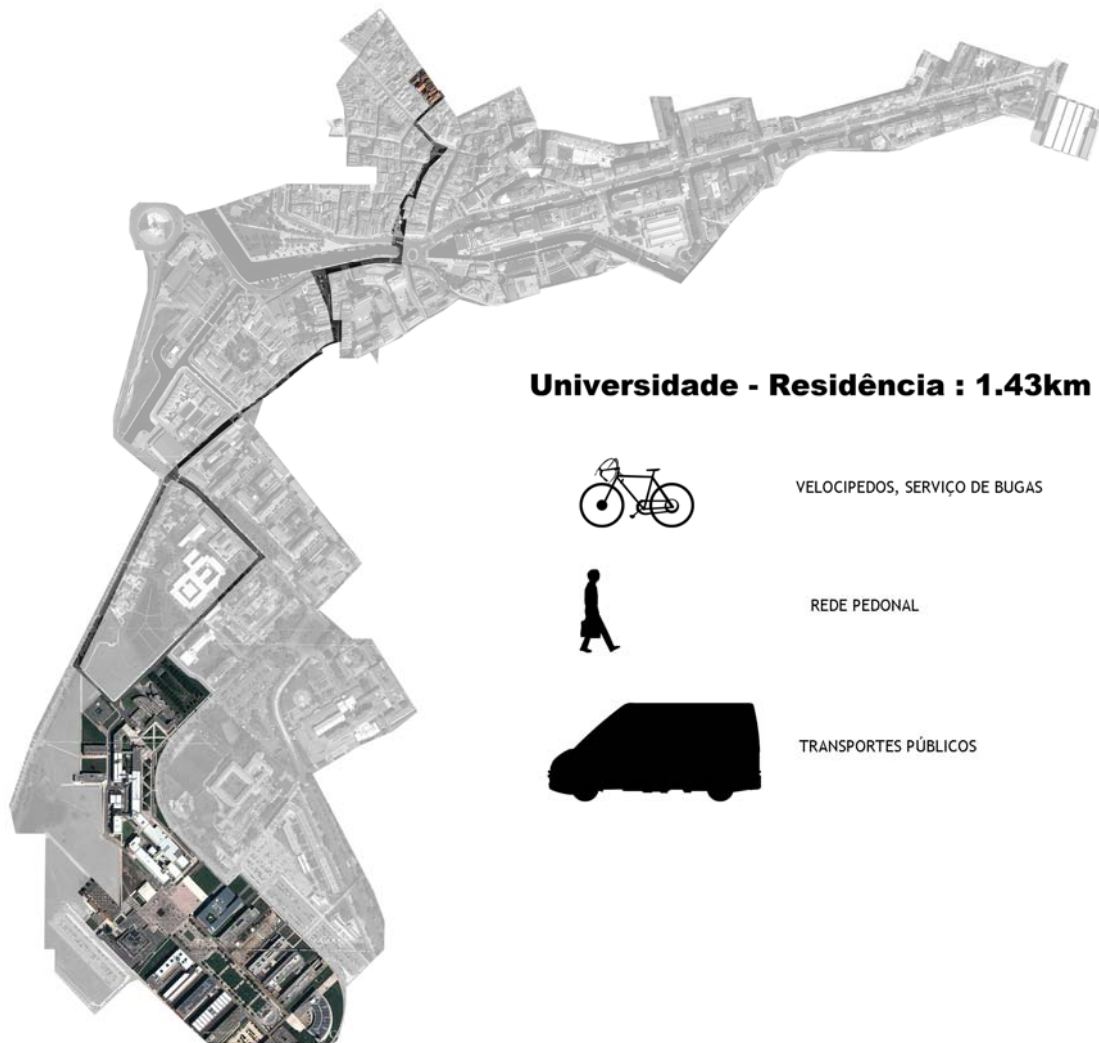 Universidade - Residência : 1.43km
VELOCIPEDOS, SERVIÇO DE BUGAS
REDE PEDONAL
TRANSPORTES PÚBLICOS